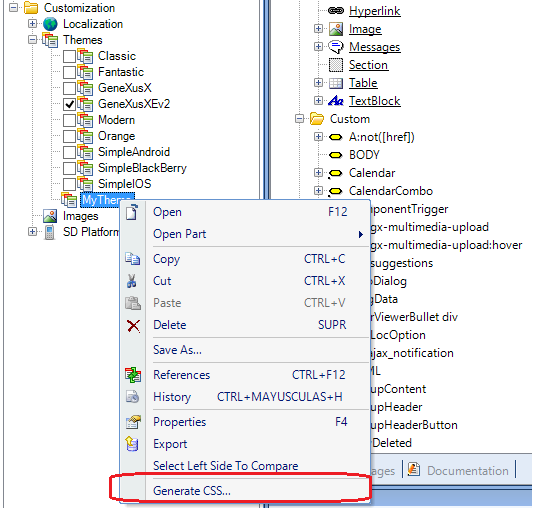 Customization
Localization
Themes
Classic
Fantastic
GeneXusX
GeneXusXEv2
Modern
Orange
SimpleAndroid
SimpleBlackBerry
SimpleIOS
MyTheme
Images
SD Platform
Open F12
Open Part
Copy CTRL+C
Cut CTRL+X
Paste CTRL+V
Delete SUPR
Save As...
References CTRL+F12
History CTRL+MAYUSCULAS+H
Properties F4
Export
Select Left Side To Compare
Generate CSS...
Hyperlink
Image
Messages
Section
Table
TextBlock
Custom
A:not([href])
BODY
Calendar
CalendarCombo
mponentTrigger
gx-multimedia-upload
gx-multimedia-upload:hover
suggestions
Dialog
gData
rViewerBullet div
LocOption
ajax_notification
ML
upContent
upHeader
upHeaderButton
Deleted
ages
Documentation